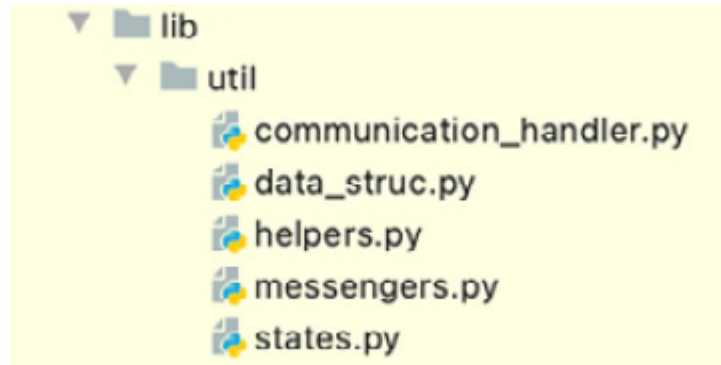 lib
util
communication_handler.py
data_struc.py
helpers.py
messengers.py
states.py